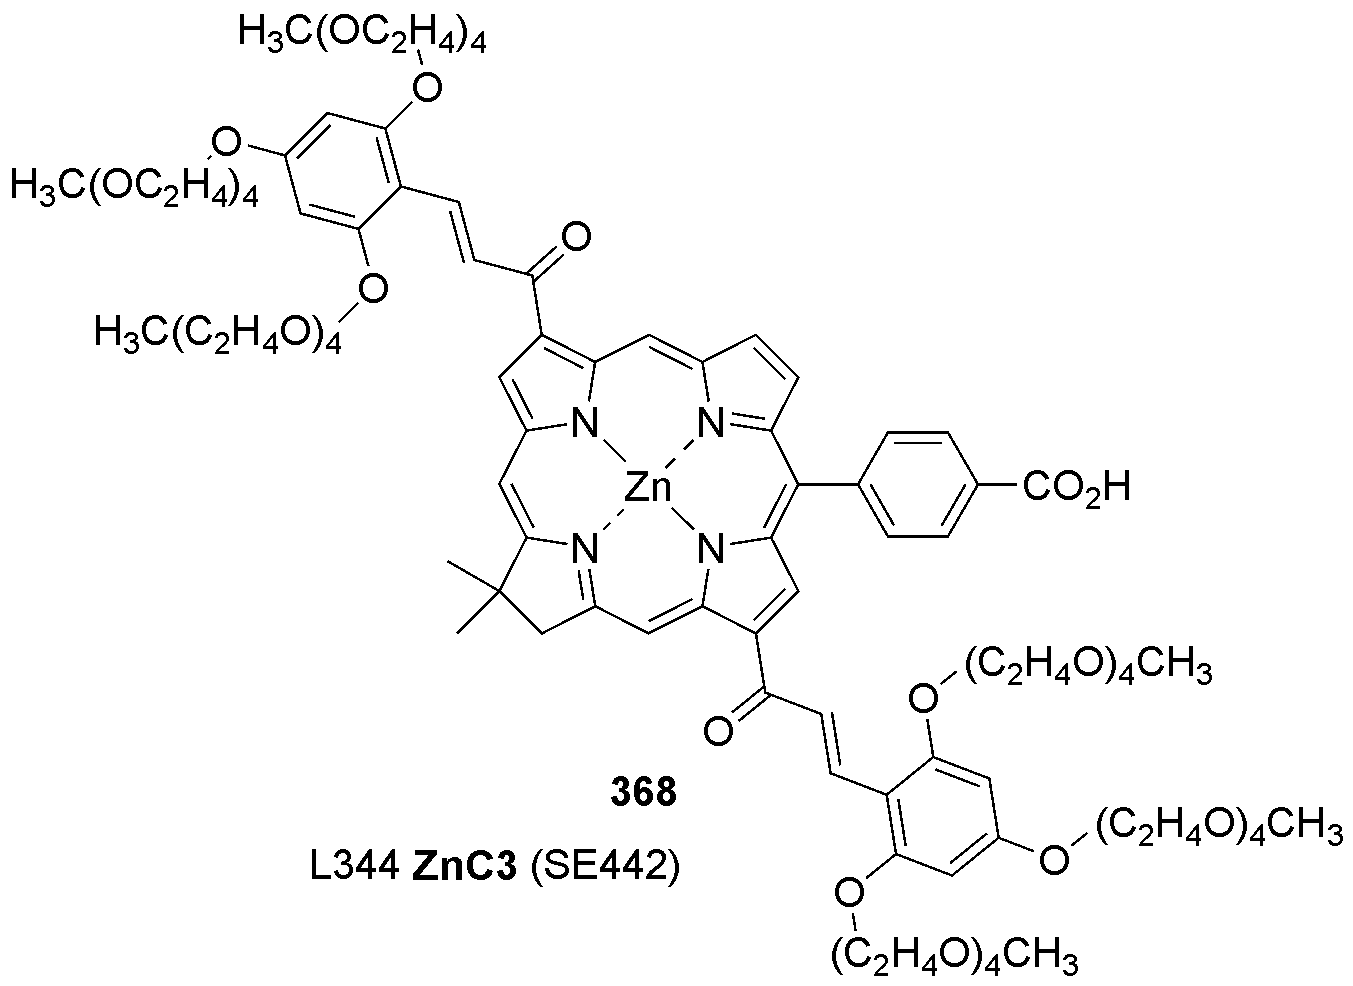 H₃C(OC₂H₄)₄
O
O
H₃C(OC₂H₄)₄
O
O
H₃C(C₂H₄O)₄
N
N
Zn
CO₂H
N
N
(C₂H₄O)₄CH₃
O
O
368
(C₂H₄O)₄CH₃
O
L344 ZnC3 (SE442)
O
(C₂H₄O)₄CH₃